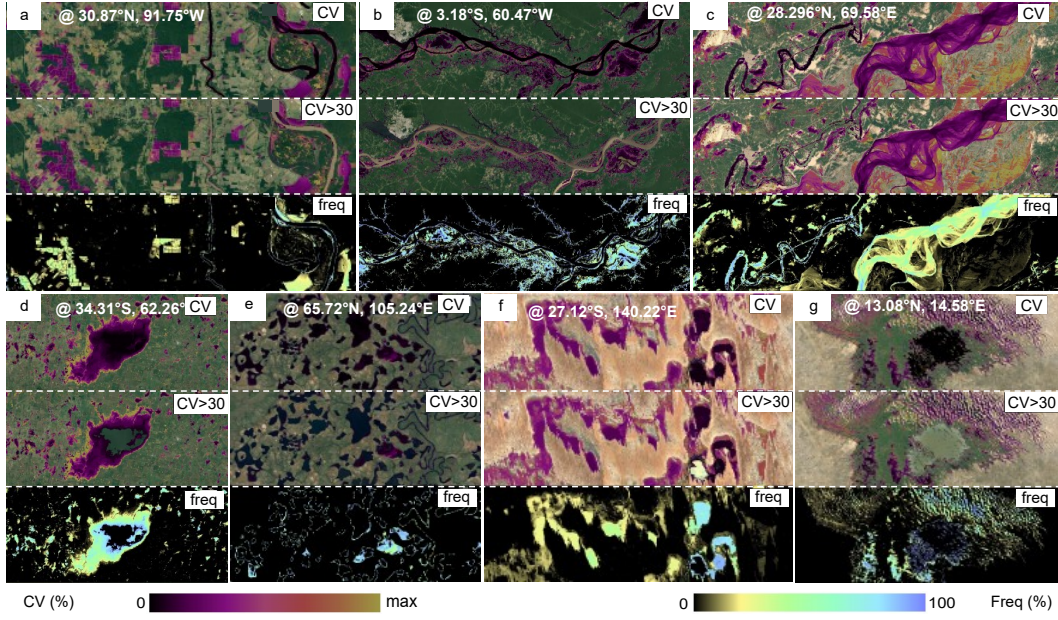 a @ 30.87°N, 91.75°W CV
CV>30
freq
b @ 3.18°S, 60.47°W CV
CV>30
freq
c @ 28.296°N, 69.58°E CV
CV>30
freq
d @ 34.31°S, 62.26° CV
CV>30
freq
e @ 65.72°N, 105.24°E CV
CV>30
freq
f @ 27.12°S, 140.22°E CV
CV>30
freq
g @ 13.08°N, 14.58°E CV
CV>30
freq
CV (%) 0 max
0 100 Freq (%)